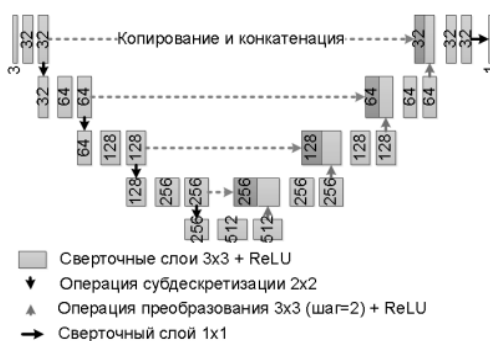 3 32 32 Копирование и конкатенация 32 32 32 1
32 64 64 64 64 64
64 128 128 128 128 128
128 256 256 256 256 256
256 512 512
Сверточные слои 3x3 + ReLU
Операция субдескретизации 2x2
Операция преобразования 3x3 (шаг=2) + ReLU
Сверточный слой 1x1